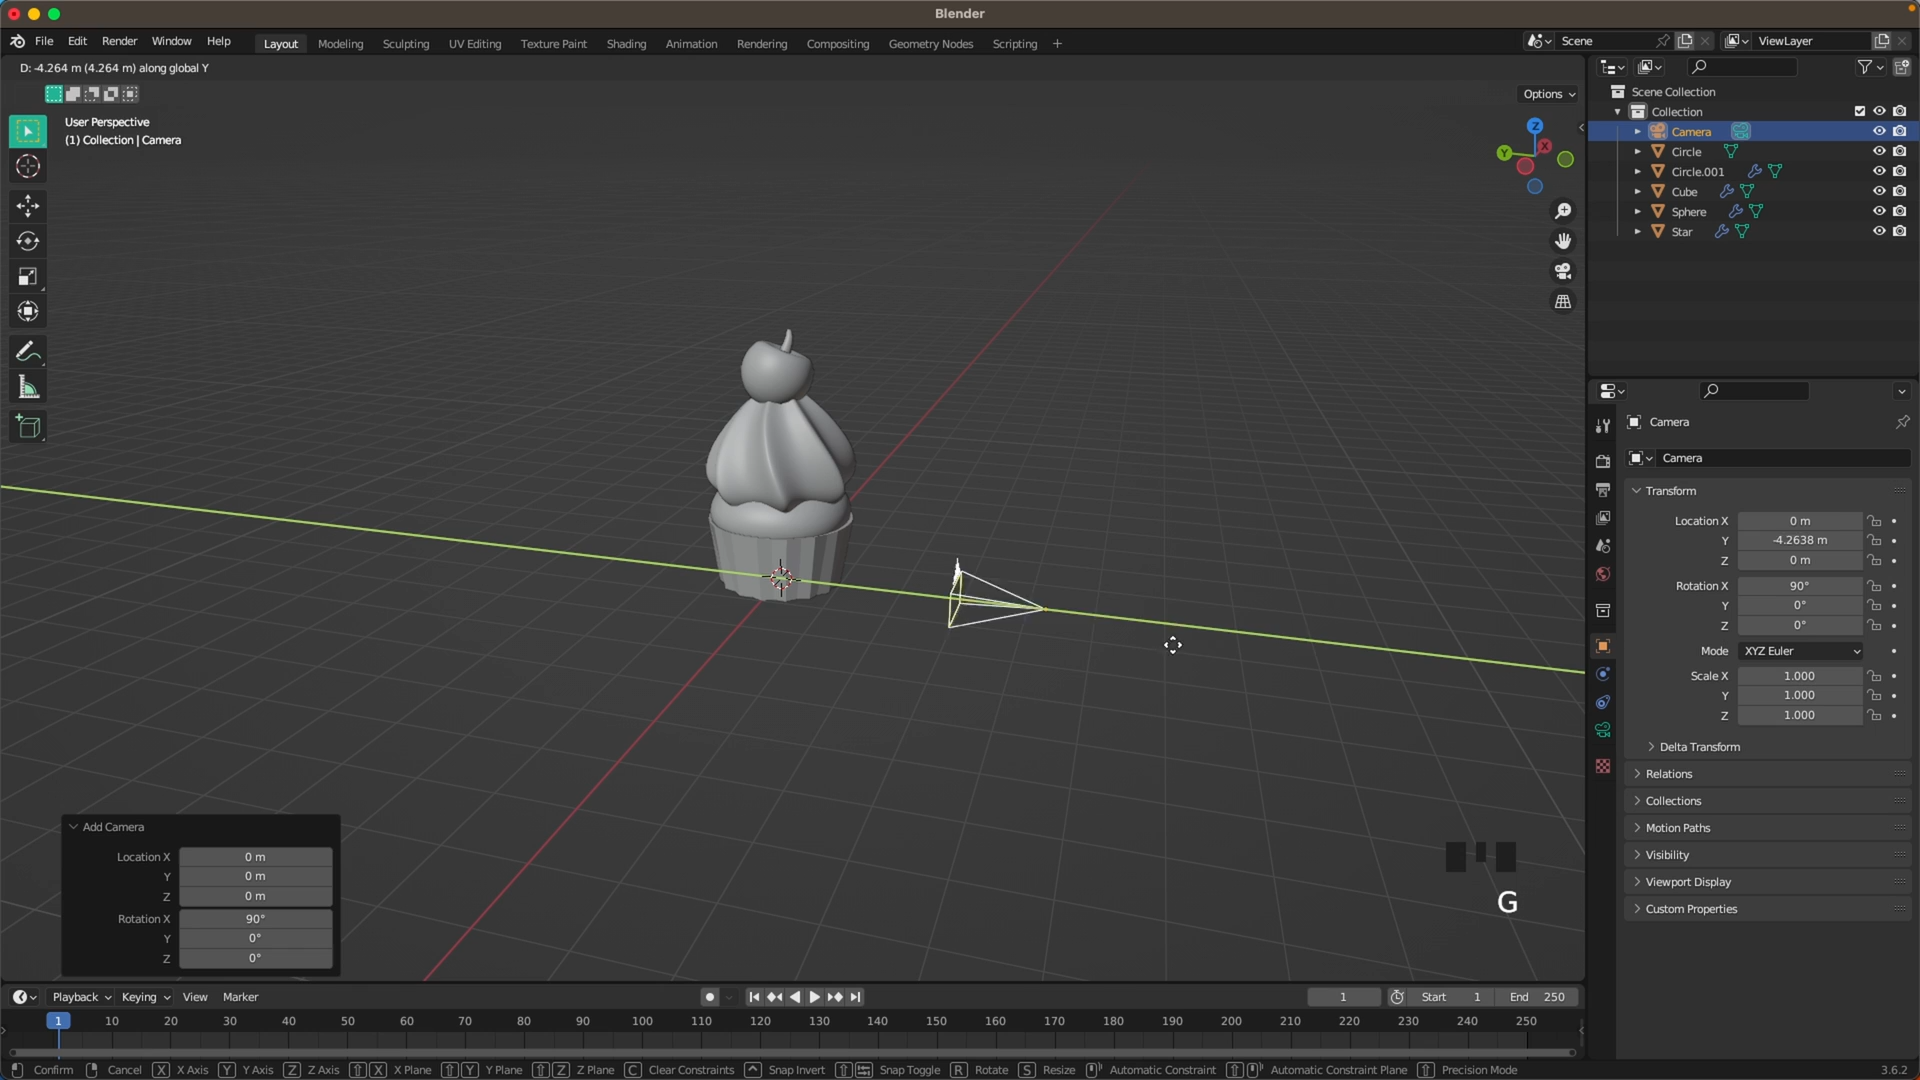 Blender
File Edit Render Window Help
Layout Modeling Sculpting UV Editing Texture Paint Shading Animation Rendering Compositing Geometry Nodes Scripting +
Scene
ViewLayer
D: -4.264 m (4.264 m) along global Y
Options
User Perspective
(1) Collection | Camera
Z
X
Y
Scene Collection
Collection
Camera
Circle
Circle.001
Cube
Sphere
Star
Camera
Camera
Transform
Location X 0 m
Y -4.2638 m
Z 0 m
Rotation X 90°
Y 0°
Z 0°
Mode XYZ Euler
Scale X 1.000
Y 1.000
Z 1.000
Delta Transform
Relations
Collections
Motion Paths
Visibility
Viewport Display
Custom Properties
Add Camera
Location X 0 m
Y 0 m
Z 0 m
Rotation X 90°
Y 0°
Z 0°
G
Playback Keying View Marker
1 Start 1 End 250
1 10 20 30 40 50 60 70 80 90 100 110 120 130 140 150 160 170 180 190 200 210 220 230 240 250
Confirm Cancel X X Axis Y Y Axis Z Z Axis X X Plane Y Y Plane Z Z Plane C Clear Constraints Snap Invert Snap Toggle R Rotate S Resize Automatic Constraint Automatic Constraint Plane Precision Mode 3.6.2